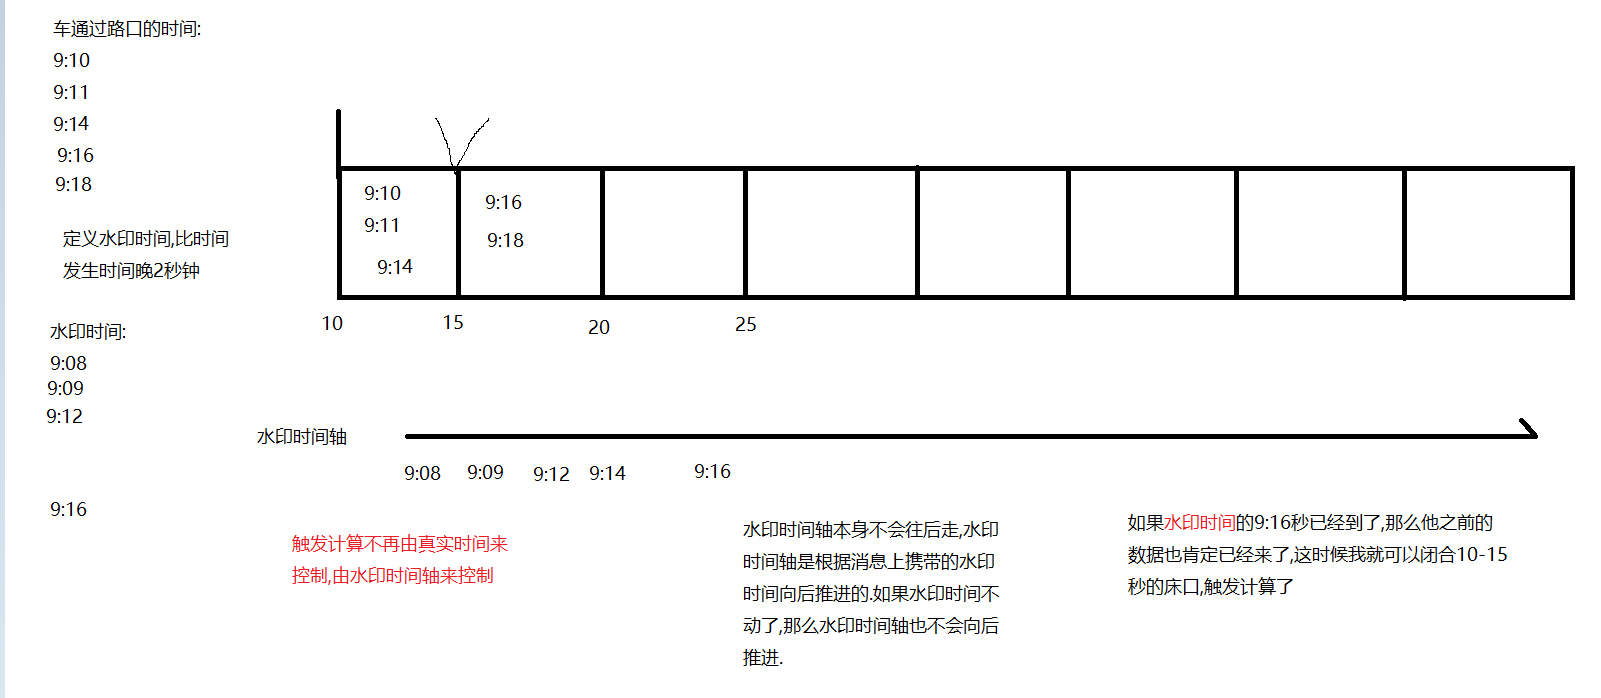 车通过路口的时间:
9:10
9:11
9:14
9:16
9:18
定义水印时间,比时间
发生时间晚2秒钟
水印时间:
9:08
9:09
9:12
9:16
9:10
9:11
9:14
9:16
9:18
10
15
20
25
水印时间轴
9:08
9:09
9:12
9:14
9:16
触发计算不再由真实时间来
控制,由水印时间轴来控制
水印时间轴本身不会往后走,水印
时间轴是根据消息上携带的水印
时间向后推进的.如果水印时间不
动了,那么水印时间轴也不会向后
推进.
如果水印时间的9:16秒已经到了,那么他之前的
数据也肯定已经来了,这时候我就可以闭合10-15
秒的床口,触发计算了